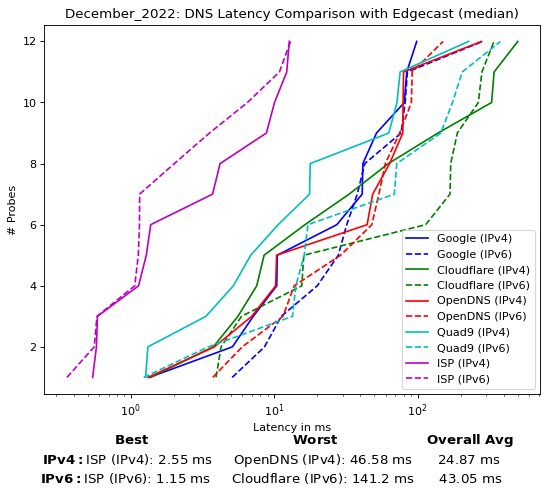 December_2022: DNS Latency Comparison with Edgecast (median)
12
10
8
6
4
2
# Probes
Google (IPv4)
Google (IPv6)
Cloudflare (IPv4)
Cloudflare (IPv6)
OpenDNS (IPv4)
OpenDNS (IPv6)
Quad9 (IPv4)
Quad9 (IPv6)
ISP (IPv4)
ISP (IPv6)
10⁰ 10¹ 10²
Latency in ms
Best Worst Overall Avg
IPv4: ISP (IPv4): 2.55 ms OpenDNS (IPv4): 46.58 ms 24.87 ms
IPv6: ISP (IPv6): 1.15 ms Cloudflare (IPv6): 141.2 ms 43.05 ms